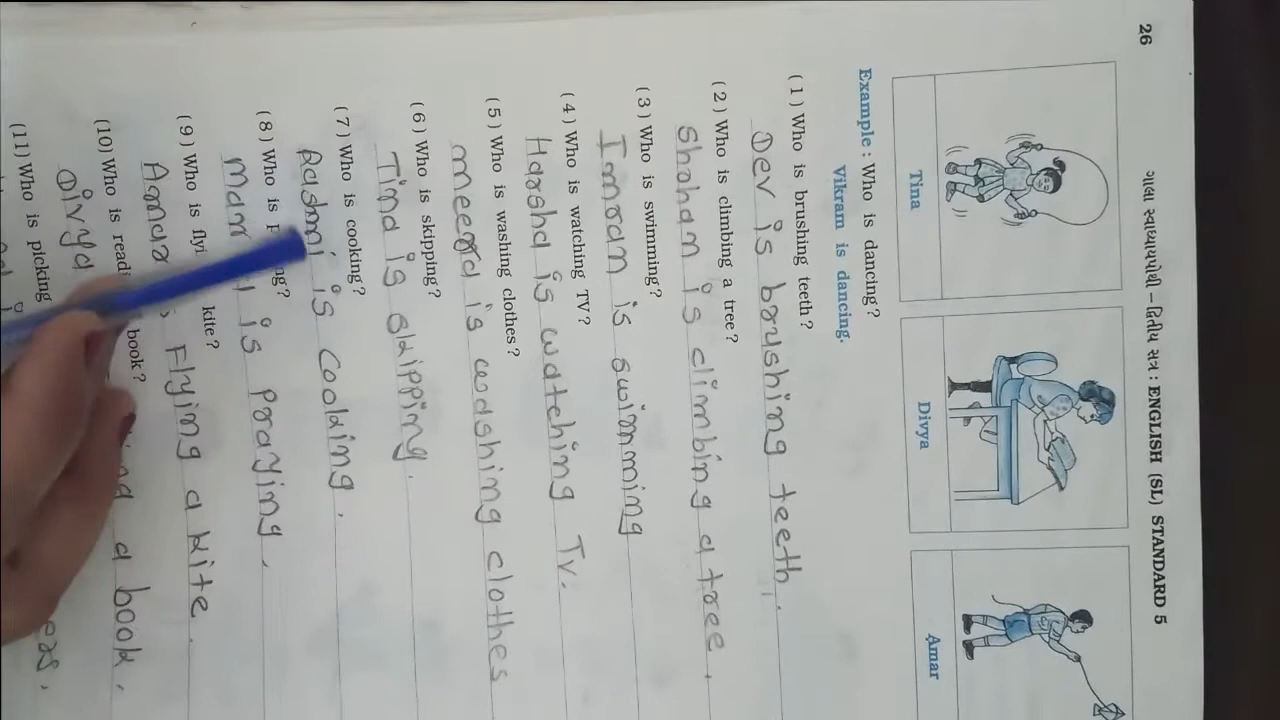 26 ગાલા સ્વાધ્યાયપોથી – દ્વિતીય સત્ર : ENGLISH (SL) STANDARD 5
Tina Divya Amar
Example : Who is dancing?
Vikram is dancing.
(1) Who is brushing teeth?
Dev is brushing teeth.
(2) Who is climbing a tree?
Shaham is climbing a tree.
(3) Who is swimming?
Imran is swimming
(4) Who is watching TV?
Harsha is watching TV.
(5) Who is washing clothes?
meera is washing clothes
(6) Who is skipping?
Tina is skipping.
(7) Who is cooking?
Rashmi is cooking.
(8) Who is
is praying.
(9) Who is kite?
Flying a kite.
(10) Who is book?
Divya a book.
(11) Who is picking